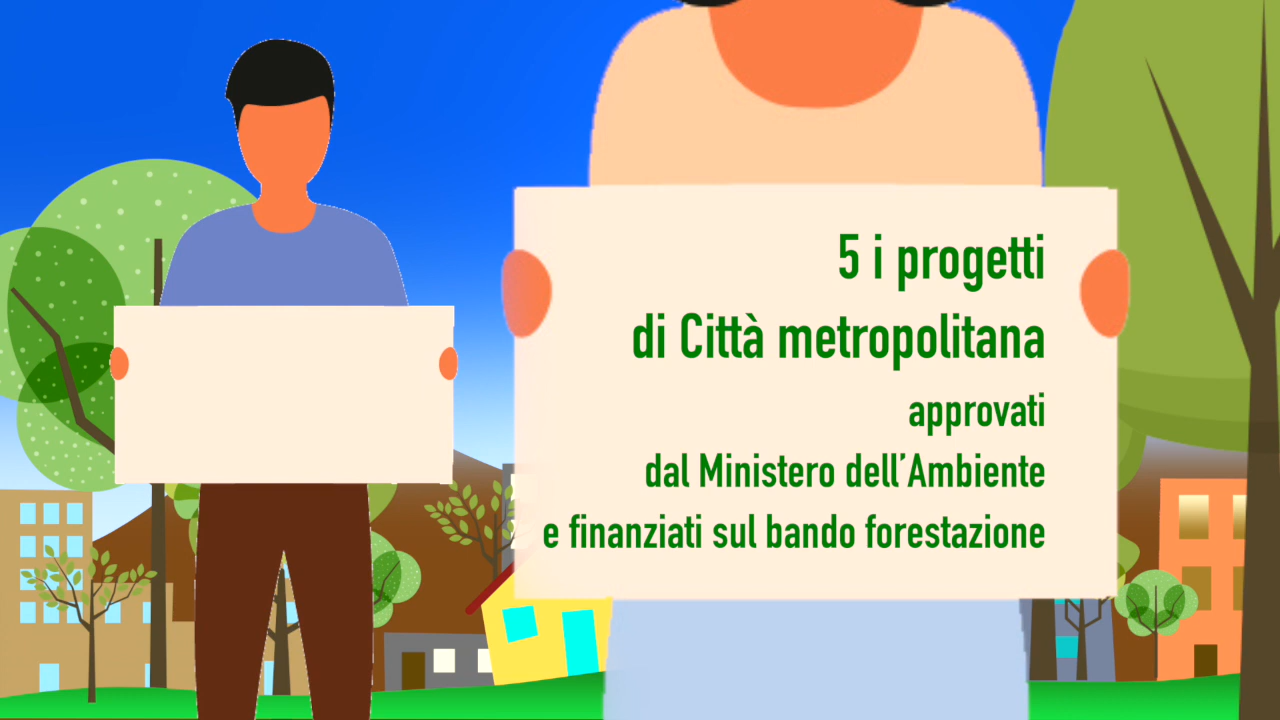 5 i progetti
di Città metropolitana
approvati
dal Ministero dell’Ambiente
e finanziati sul bando forestazione